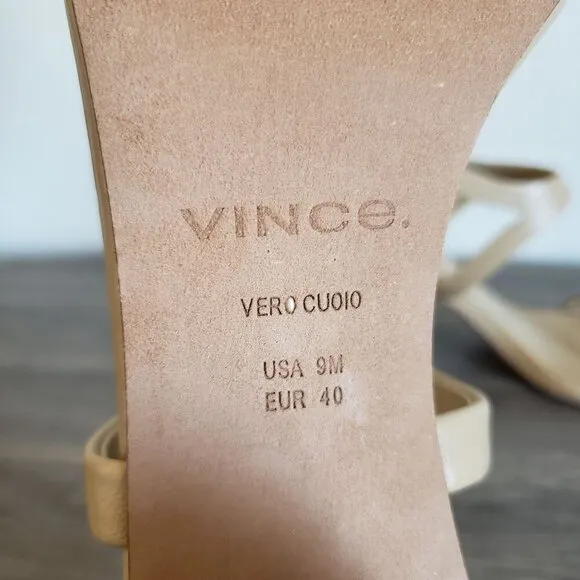 VINCe.
VERO CUOIO
USA 9M
EUR 40